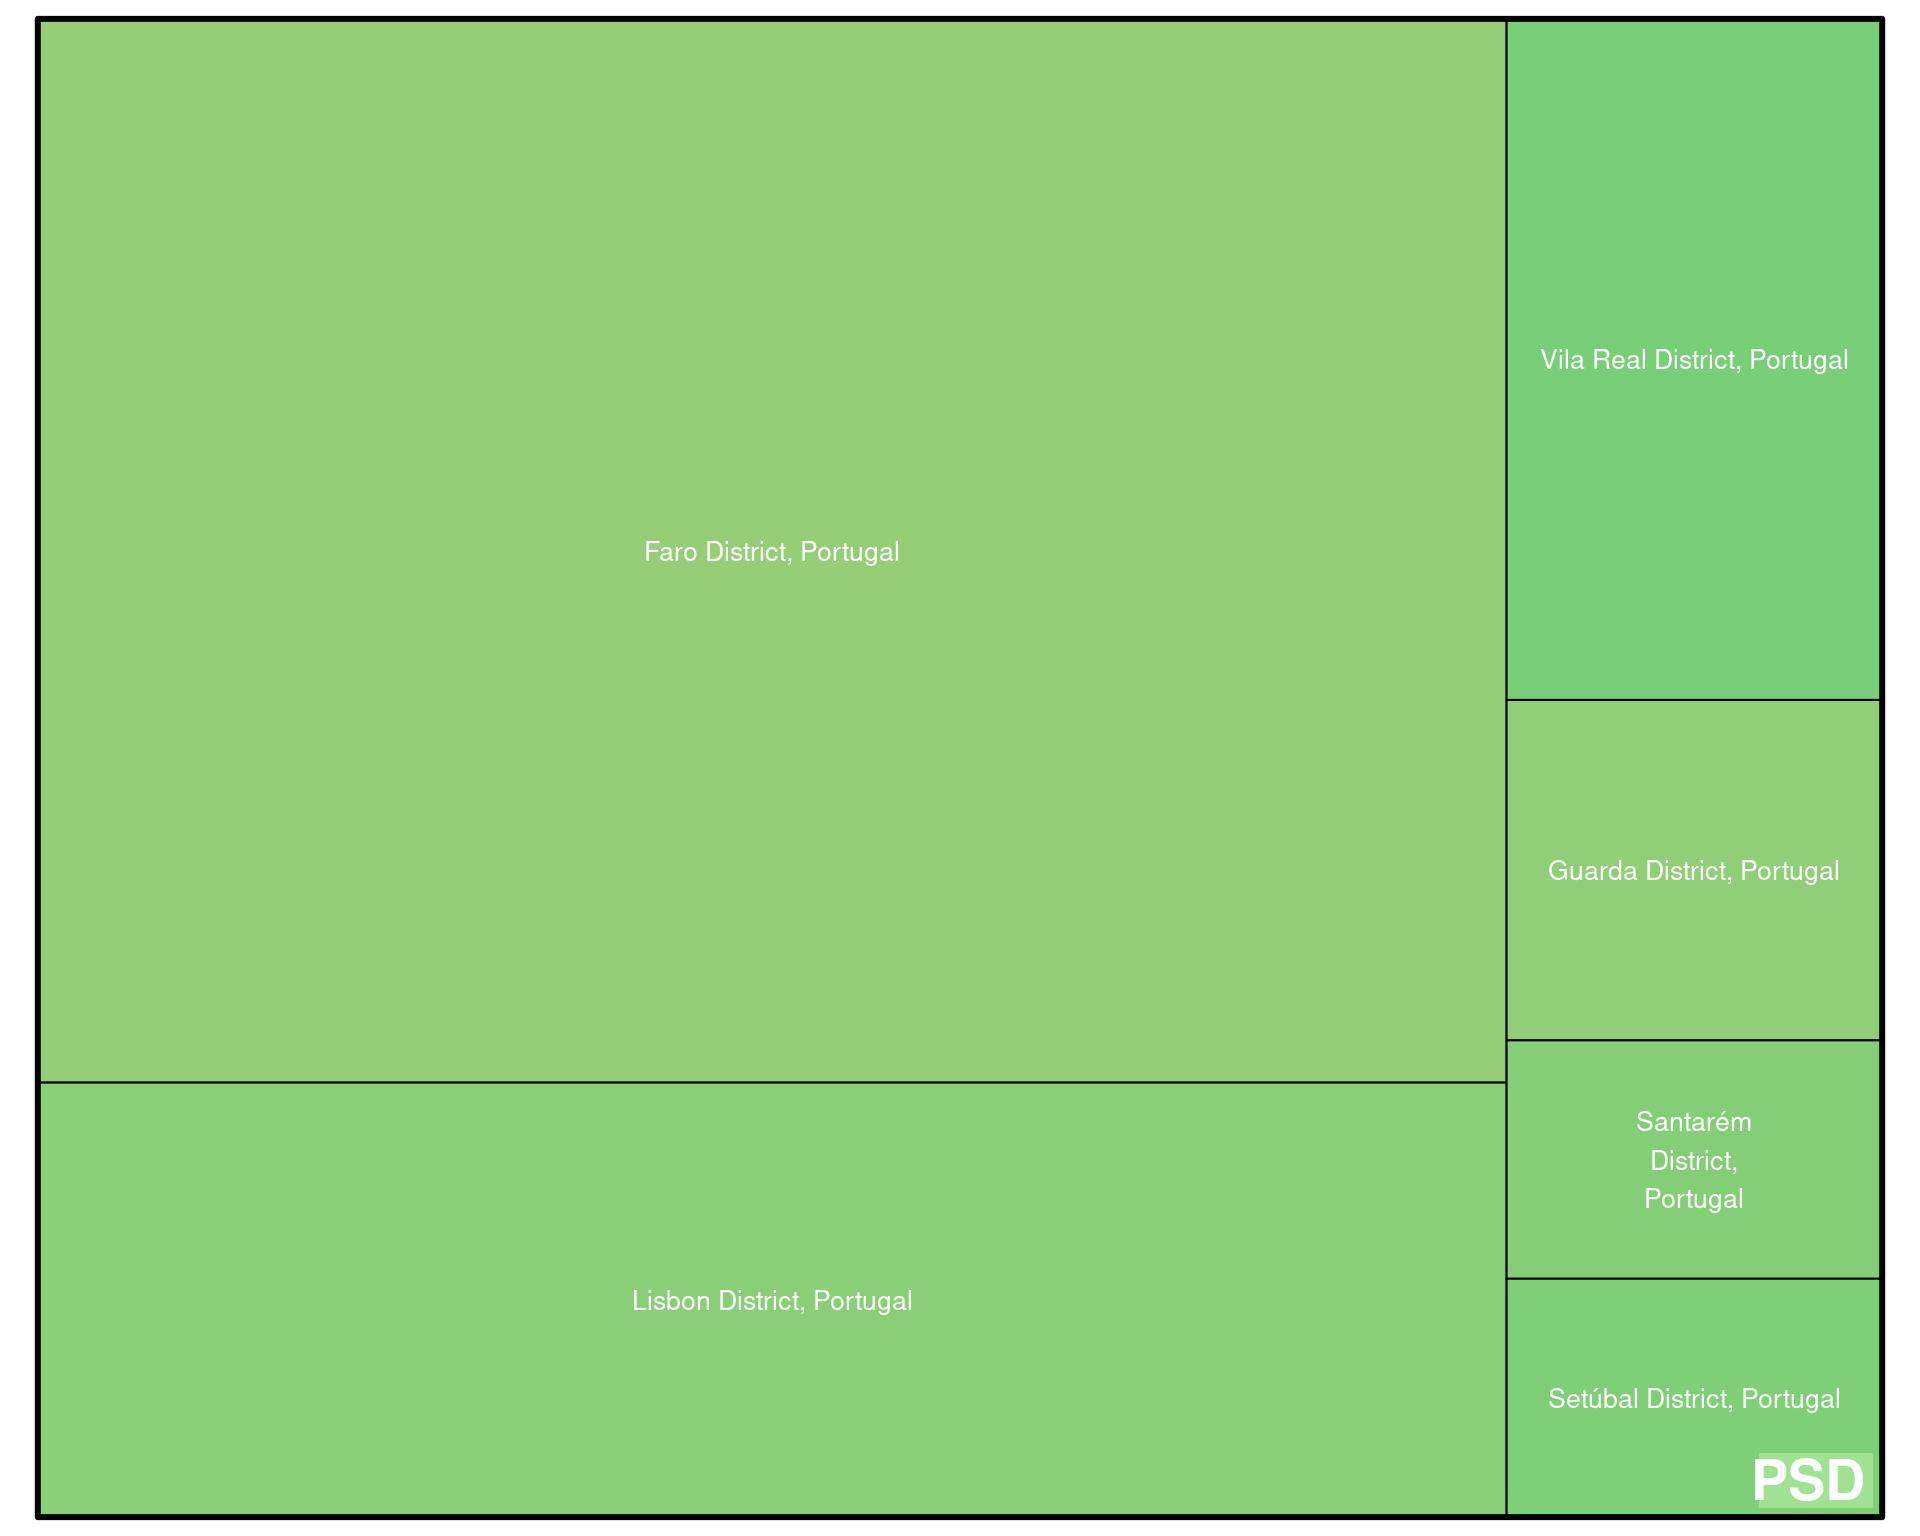 Faro District, Portugal
Lisbon District, Portugal
Vila Real District, Portugal
Guarda District, Portugal
Santarém
District,
Portugal
Setúbal District, Portugal
PSD